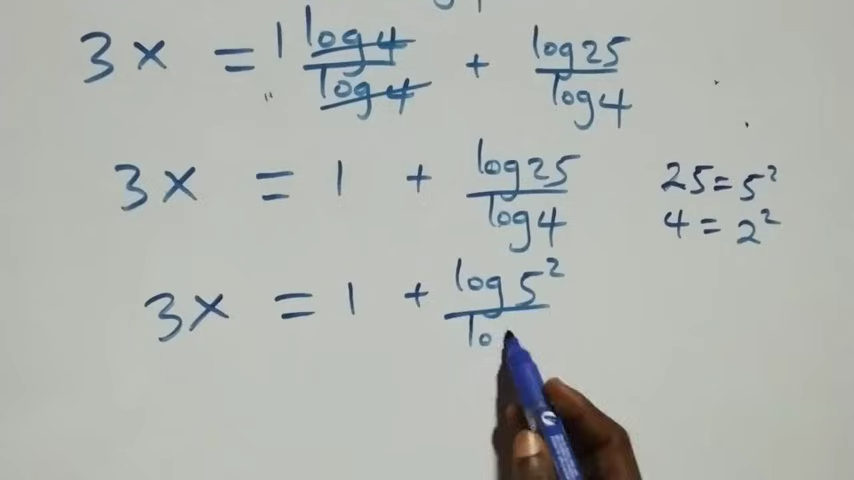 3x = 1 log4/log4 + log25/log4
3x = 1 + log25/log4
25=5²
4=2²
3x = 1 + log5²/lo